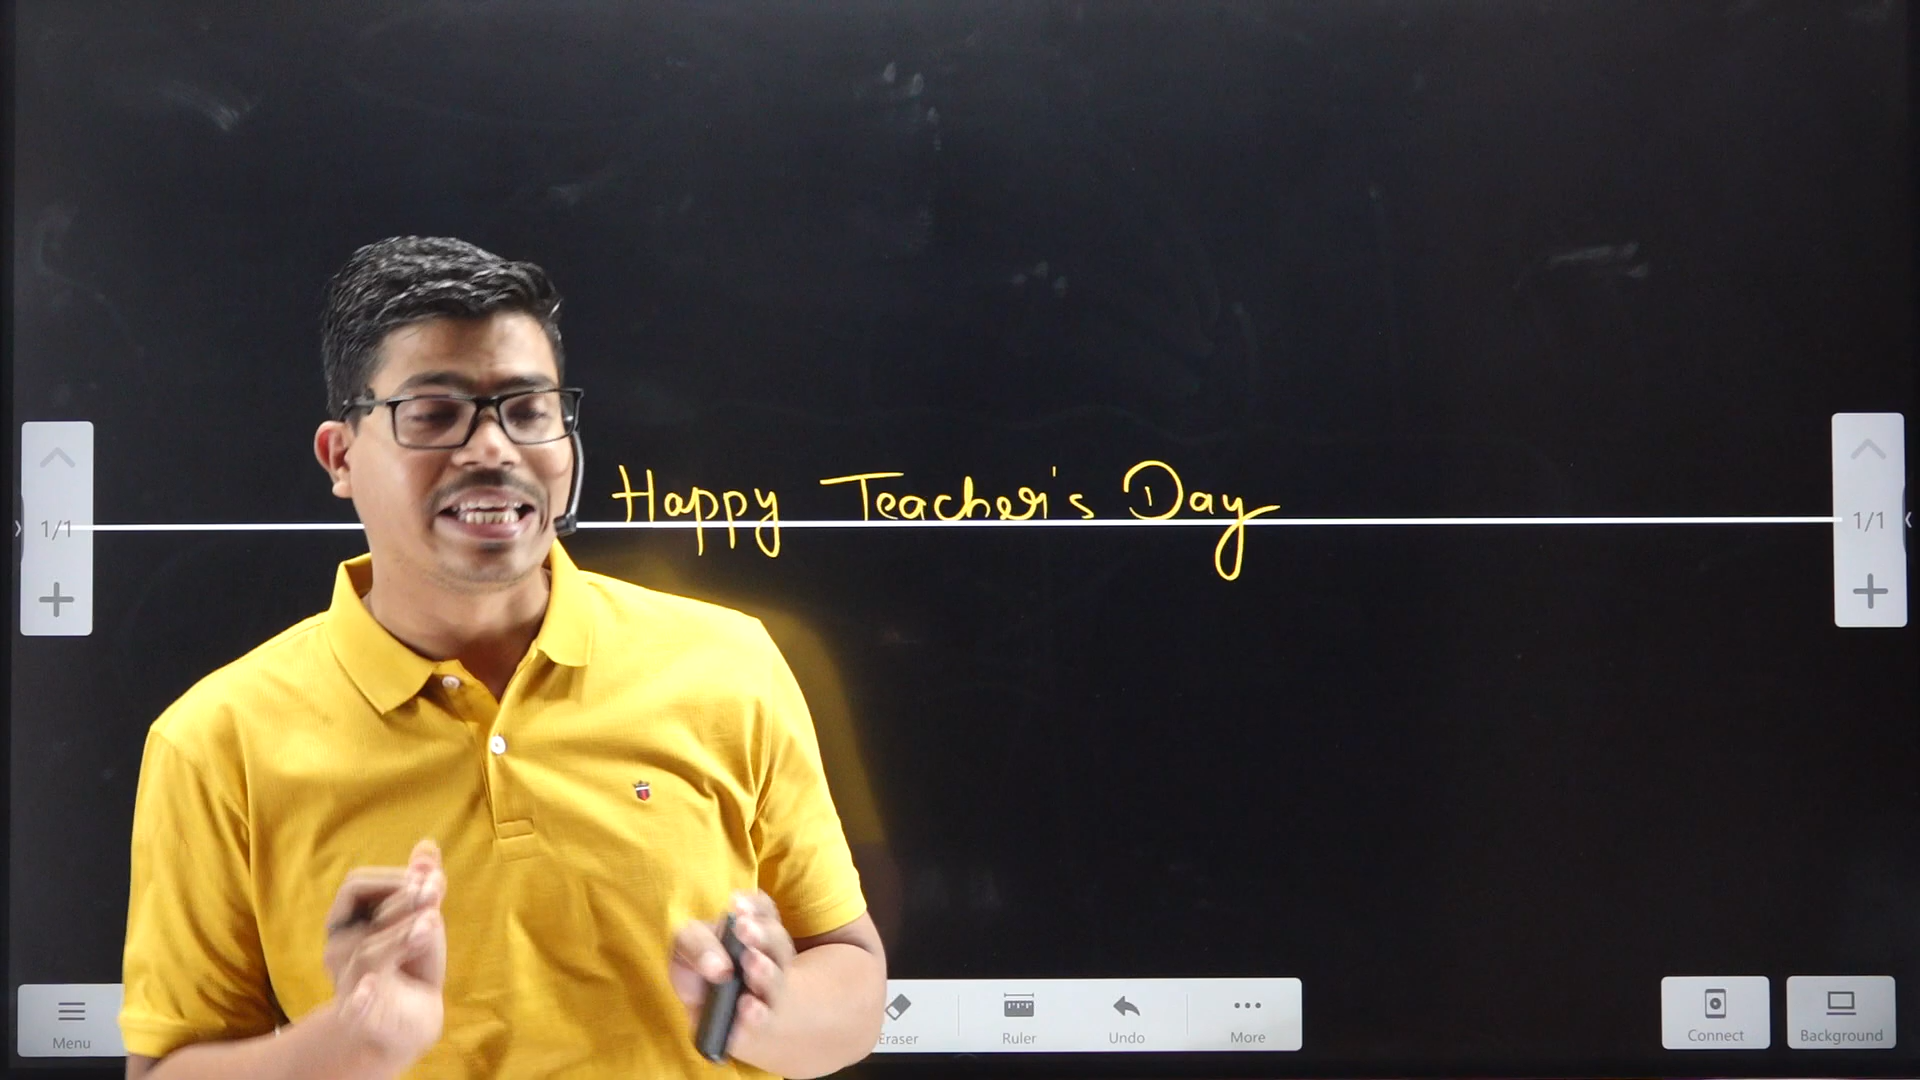 Happy Teacher's Day
1/1
1/1
Menu
Eraser
Ruler
Undo
More
Connect
Background